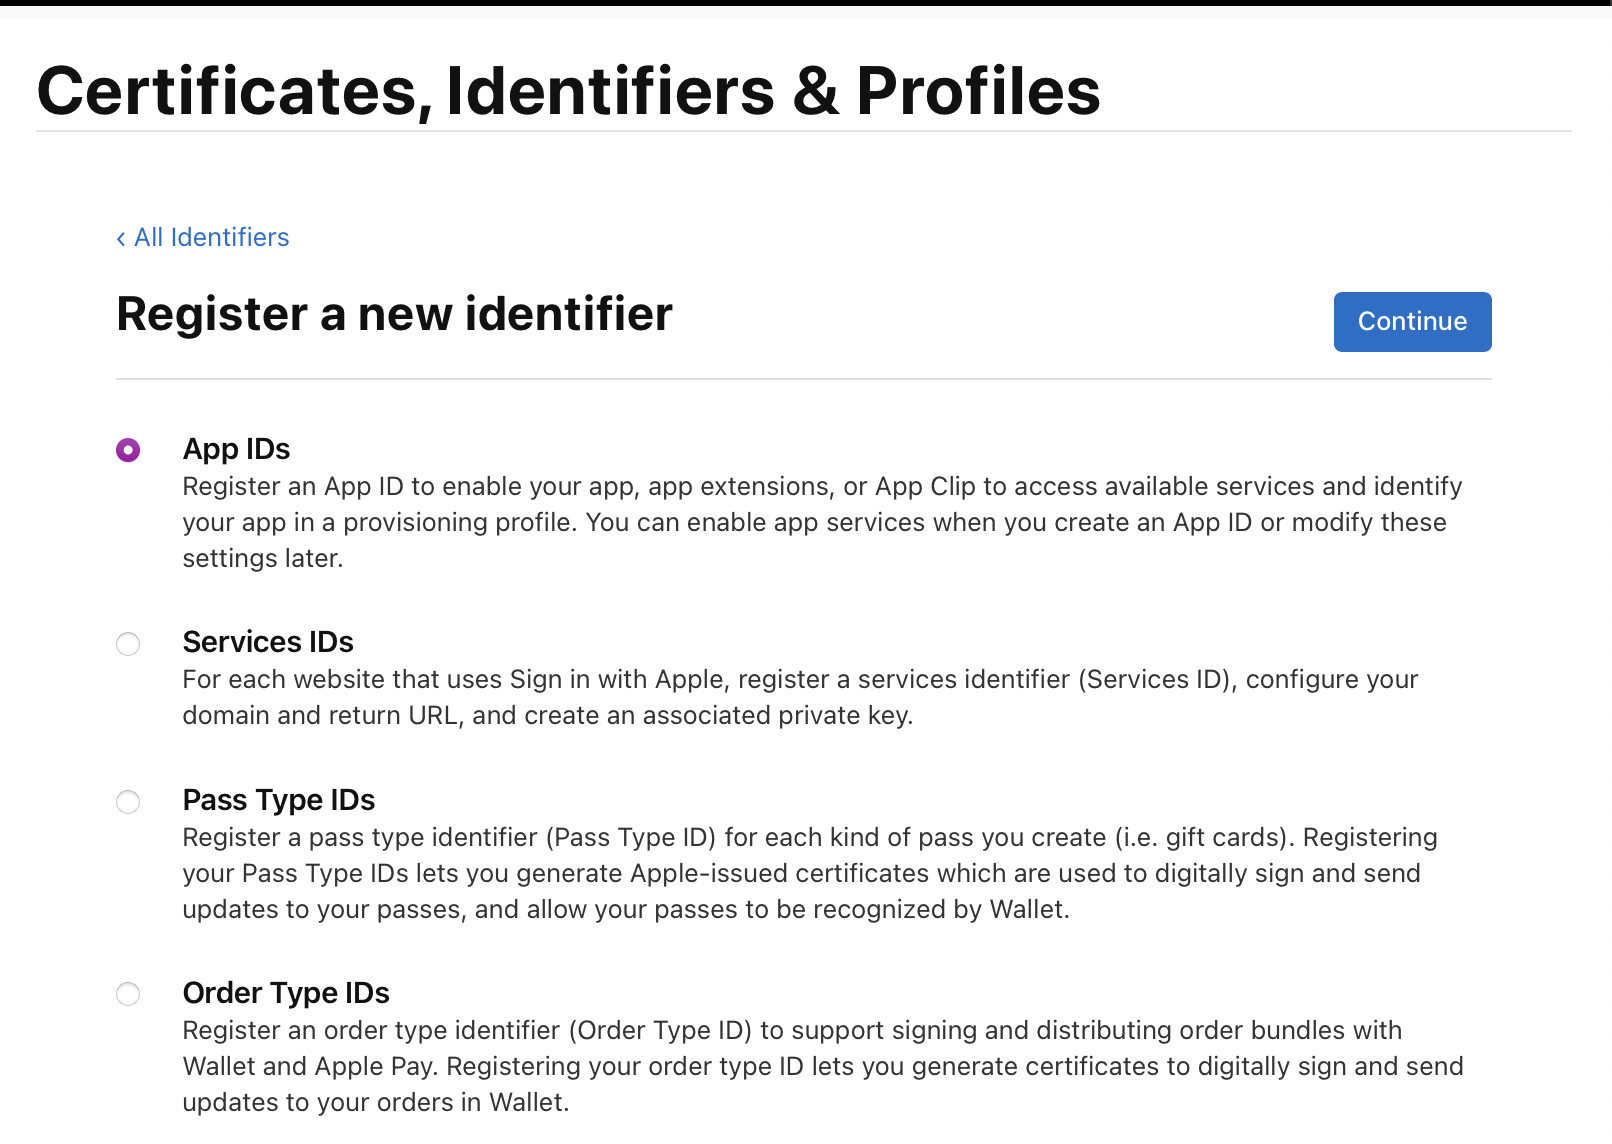 Certificates, Identifiers & Profiles
‹ All Identifiers
Register a new identifier
Continue
App IDs
Register an App ID to enable your app, app extensions, or App Clip to access available services and identify
your app in a provisioning profile. You can enable app services when you create an App ID or modify these
settings later.
Services IDs
For each website that uses Sign in with Apple, register a services identifier (Services ID), configure your
domain and return URL, and create an associated private key.
Pass Type IDs
Register a pass type identifier (Pass Type ID) for each kind of pass you create (i.e. gift cards). Registering
your Pass Type IDs lets you generate Apple-issued certificates which are used to digitally sign and send
updates to your passes, and allow your passes to be recognized by Wallet.
Order Type IDs
Register an order type identifier (Order Type ID) to support signing and distributing order bundles with
Wallet and Apple Pay. Registering your order type ID lets you generate certificates to digitally sign and send
updates to your orders in Wallet.